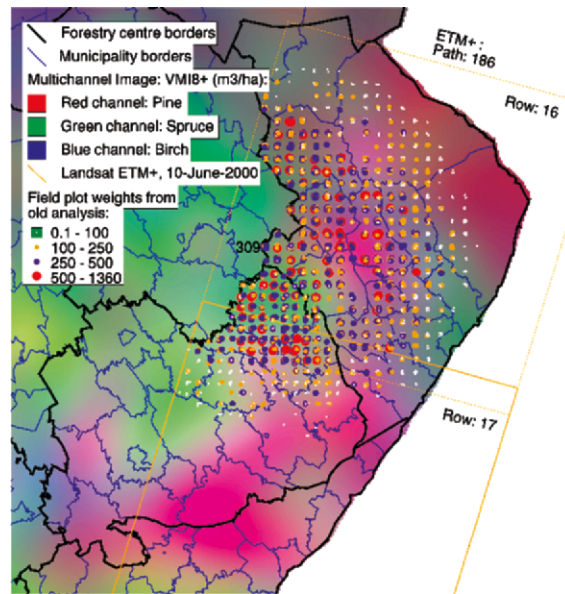 Forestry centre borders
Municipality borders
Multichannel Image: VMI8+ (m3/ha):
Red channel: Pine
Green channel: Spruce
Blue channel: Birch
Landsat ETM+, 10-June-2000
Field plot weights from
old analysis:
0.1 - 100
100 - 250
250 - 500
500 - 1360
ETM+ :
Path: 186
Row: 16
309
Row: 17